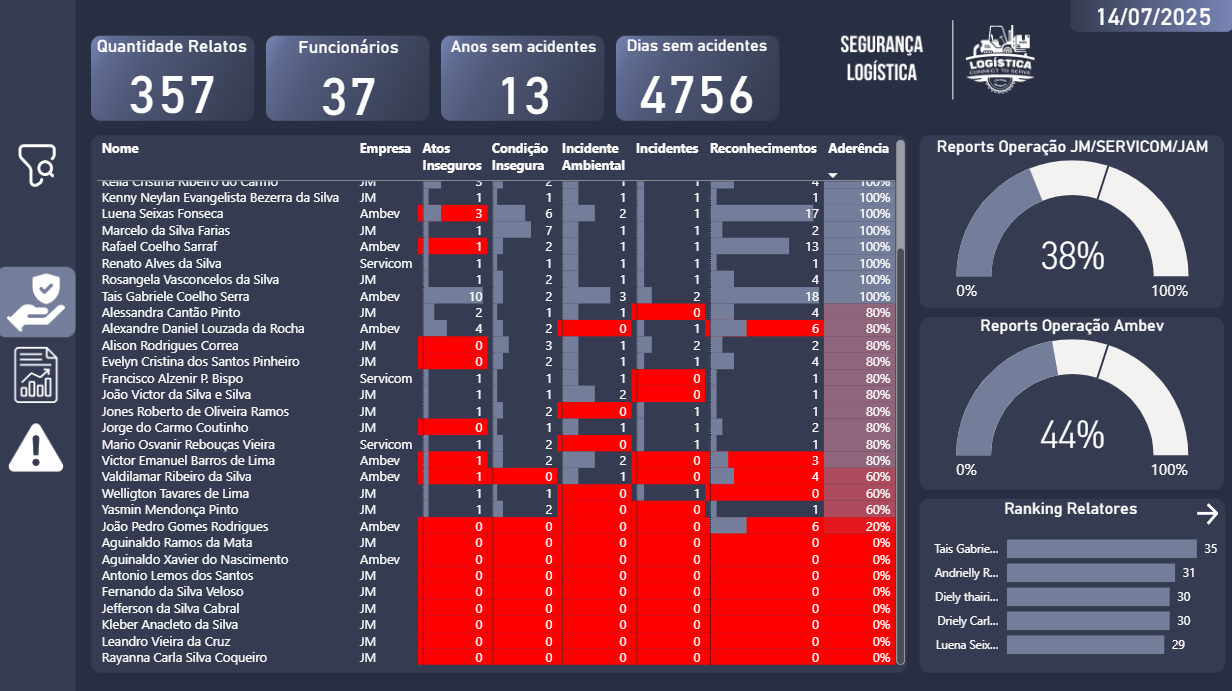 14/07/2025
Quantidade Relatos
357
Funcionários
37
Anos sem acidentes
13
Dias sem acidentes
4756
SEGURANÇA
LOGÍSTICA
LOGÍSTICA
CONNECT TO SERVE
Nome Empresa Atos Inseguros Condição Insegura Incidente Ambiental Incidentes Reconhecimentos Aderência
Keila Cristina Ribeiro do Carmo JM 3 2 1 1 4 100%
Kenny Neylan Evangelista Bezerra da Silva JM 1 1 1 1 1 100%
Luena Seixas Fonseca Ambev 3 6 2 1 17 100%
Marcelo da Silva Farias JM 1 7 1 1 2 100%
Rafael Coelho Sarraf Ambev 1 2 1 1 13 100%
Renato Alves da Silva Servicom 1 1 1 1 1 100%
Rosangela Vasconcelos da Silva JM 1 2 1 1 4 100%
Tais Gabriele Coelho Serra Ambev 10 2 3 2 18 100%
Alessandra Cantão Pinto JM 2 1 1 0 4 80%
Alexandre Daniel Louzada da Rocha Ambev 4 2 0 1 6 80%
Alison Rodrigues Correa JM 0 3 1 2 2 80%
Evelyn Cristina dos Santos Pinheiro JM 0 2 1 1 4 80%
Francisco Alzenir P. Bispo Servicom 1 1 1 0 1 80%
João Victor da Silva e Silva JM 1 1 2 0 1 80%
Jones Roberto de Oliveira Ramos JM 1 2 0 1 1 80%
Jorge do Carmo Coutinho JM 0 1 1 1 2 80%
Mario Osvanir Rebouças Vieira Servicom 1 2 0 1 1 80%
Victor Emanuel Barros de Lima Ambev 1 2 2 0 3 80%
Valdilamar Ribeiro da Silva Ambev 1 0 1 0 4 60%
Welligton Tavares de Lima JM 1 1 0 1 0 60%
Yasmin Mendonça Pinto JM 1 2 0 0 1 60%
João Pedro Gomes Rodrigues Ambev 0 0 0 0 6 20%
Aguinaldo Ramos da Mata JM 0 0 0 0 0 0%
Aguinaldo Xavier do Nascimento Ambev 0 0 0 0 0 0%
Antonio Lemos dos Santos JM 0 0 0 0 0 0%
Fernando da Silva Veloso JM 0 0 0 0 0 0%
Jefferson da Silva Cabral JM 0 0 0 0 0 0%
Kleber Anacleto da Silva JM 0 0 0 0 0 0%
Leandro Vieira da Cruz JM 0 0 0 0 0 0%
Rayanna Carla Silva Coqueiro JM 0 0 0 0 0 0%
Reports Operação JM/SERVICOM/JAM
38%
0% 100%
Reports Operação Ambev
44%
0% 100%
Ranking Relatores
Tais Gabrie... 35
Andrielly R... 31
Diely thairi... 30
Driely Carl... 30
Luena Seix... 29